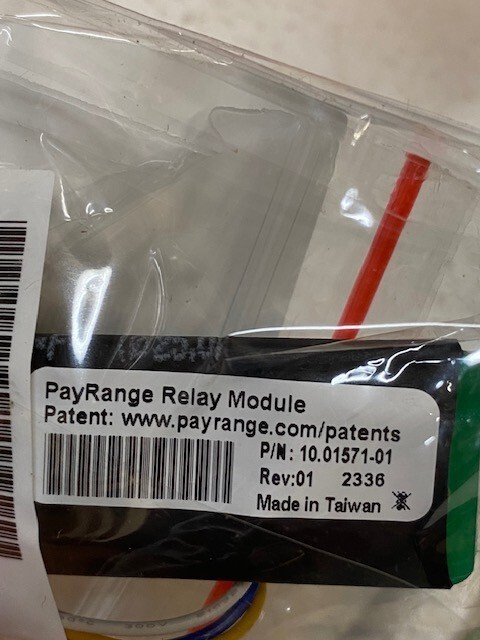 PayRange Relay Module
Patent: www.payrange.com/patents
P/N: 10.01571-01
Rev:01 2336
Made in Taiwan